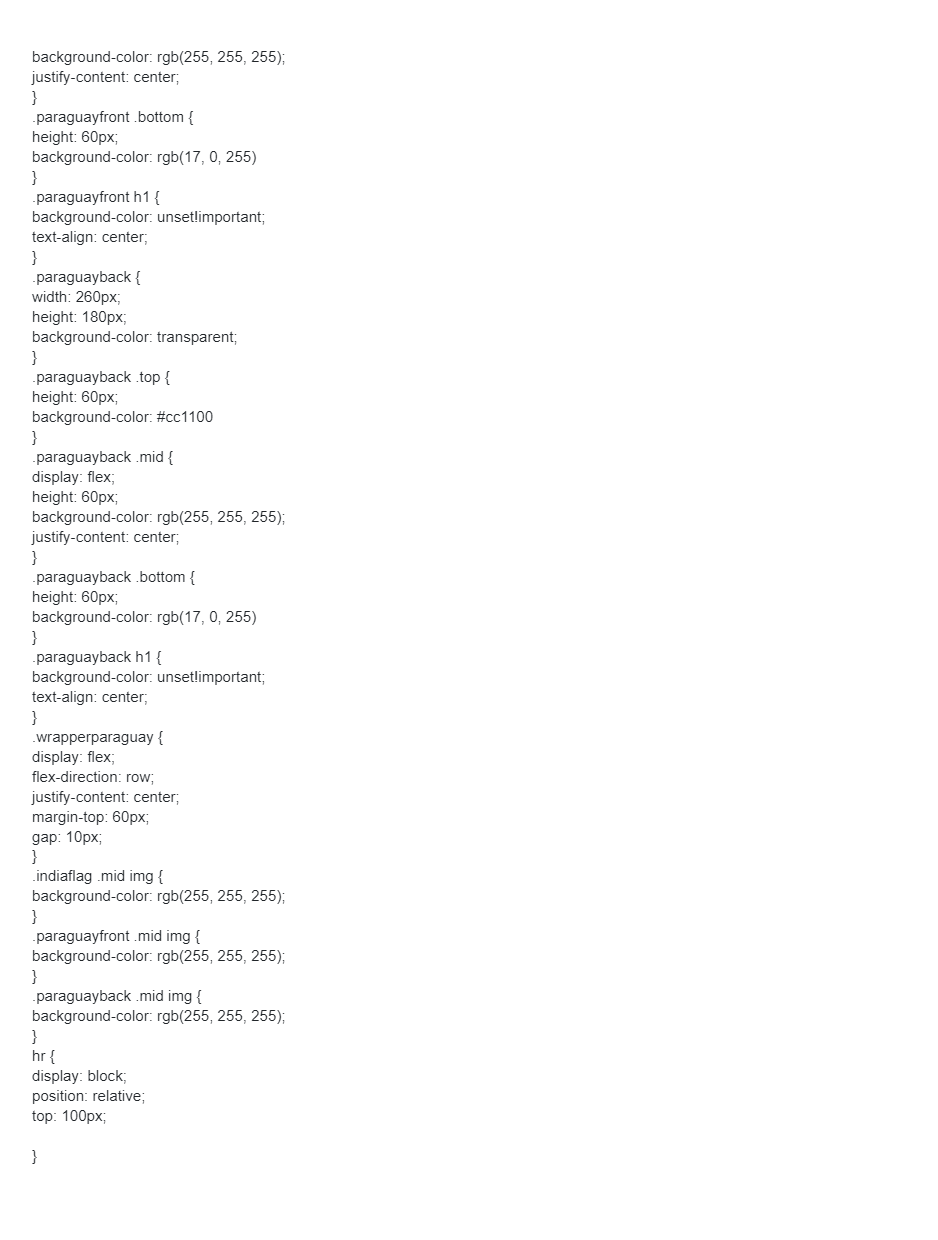 background-color: rgb(255, 255, 255);
justify-content: center;
}
.paraguayfront .bottom {
height: 60px;
background-color: rgb(17, 0, 255)
}
.paraguayfront h1 {
background-color: unset!important;
text-align: center;
}
.paraguayback {
width: 260px;
height: 180px;
background-color: transparent;
}
.paraguayback .top {
height: 60px;
background-color: #cc1100
}
.paraguayback .mid {
display: flex;
height: 60px;
background-color: rgb(255, 255, 255);
justify-content: center;
}
.paraguayback .bottom {
height: 60px;
background-color: rgb(17, 0, 255)
}
.paraguayback h1 {
background-color: unset!important;
text-align: center;
}
.wrapperparaguay {
display: flex;
flex-direction: row;
justify-content: center;
margin-top: 60px;
gap: 10px;
}
.indiaflag .mid img {
background-color: rgb(255, 255, 255);
}
.paraguayfront .mid img {
background-color: rgb(255, 255, 255);
}
.paraguayback .mid img {
background-color: rgb(255, 255, 255);
}
hr {
display: block;
position: relative;
top: 100px;
}